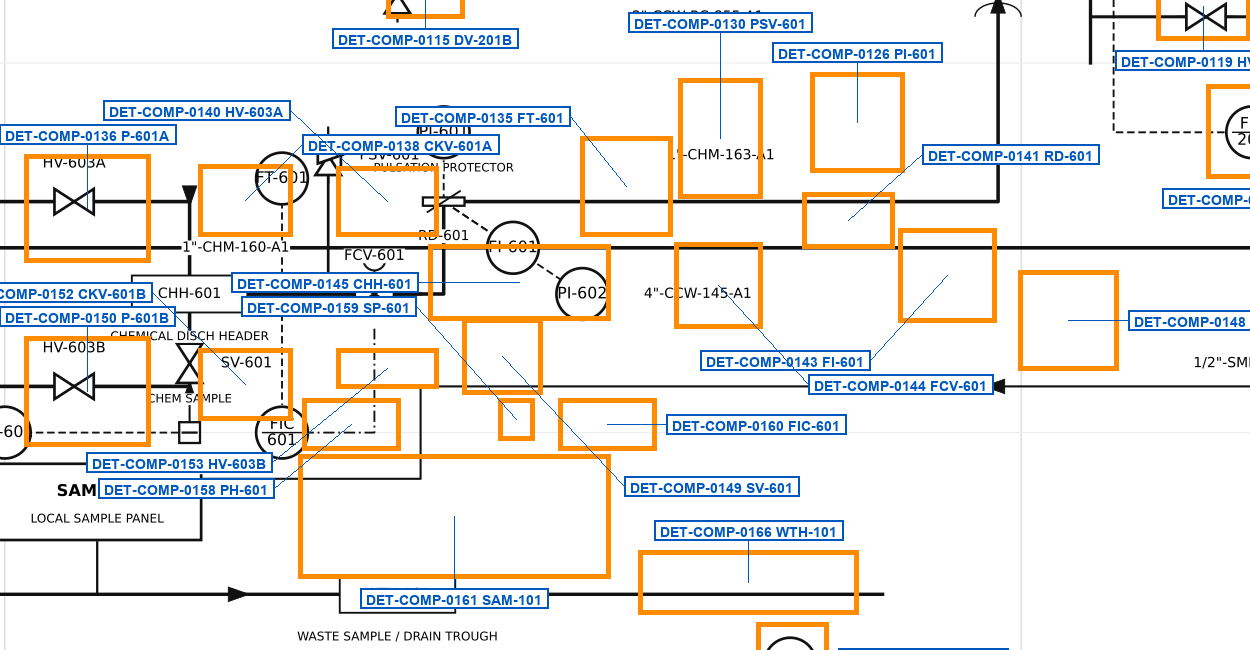 DET-COMP-0130 PSV-601
DET-COMP-0115 DV-201B
DET-COMP-0126 PI-601
DET-COMP-0119 HV
DET-COMP-0140 HV-603A
DET-COMP-0135 FT-601
DET-COMP-0136 P-601A
PI-601
DET-COMP-0138 CKV-601A
HV-603A
"-CHM-163-A1
DET-COMP-0141 RD-601
PULSATION PROTECTOR
FT-601
DET-COMP-0
RD-601
1"-CHM-160-A1
FI-601
FCV-601
DET-COMP-0145 CHH-601
COMP-0152 CKV-601B
CHH-601
PI-602
4"-CCW-145-A1
DET-COMP-0159 SP-601
DET-COMP-0150 P-601B
DET-COMP-0148
CHEMICAL DISCH HEADER
HV-603B
SV-601
DET-COMP-0143 FI-601
1/2"-SM
DET-COMP-0144 FCV-601
CHEM SAMPLE
-60
FIC
601
DET-COMP-0160 FIC-601
DET-COMP-0153 HV-603B
SAM
DET-COMP-0158 PH-601
DET-COMP-0149 SV-601
LOCAL SAMPLE PANEL
DET-COMP-0166 WTH-101
DET-COMP-0161 SAM-101
WASTE SAMPLE / DRAIN TROUGH